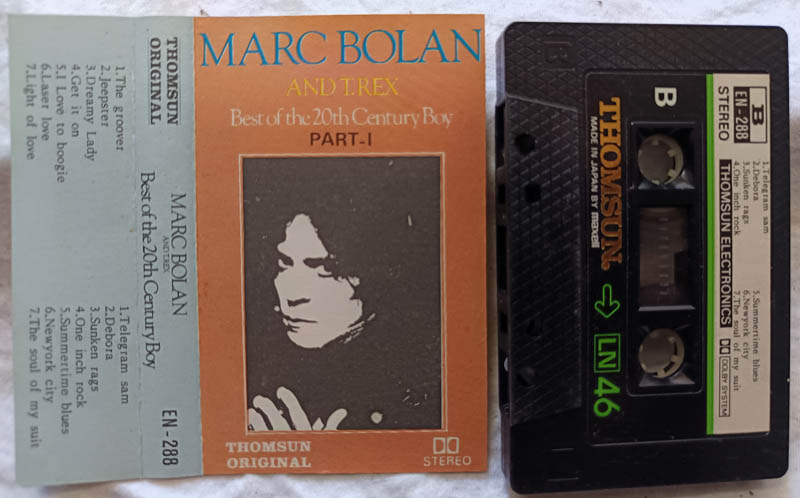 THOMSUN
ORIGINAL
1.The groover
2.Jeepster
3.Dreamy Lady
4.Get it on
5.I Love to boogie
6.Laser love
7.Light of love
1.Telegram sam
2.Debora
3.Sunken rags
4.One inch rock
5.Summertime blues
6.Newyork city
7.The soul of my suit
MARC BOLAN
AND T.REX
Best of the 20th Century Boy
EN-288
MARC BOLAN
AND T.REX
Best of the 20th Century Boy
PART-I
THOMSUN
ORIGINAL
STEREO
B
EN-288
STEREO
1.Telegram sam
2.Debora
3.Sunken rags
4.One inch rock
5.Summertime blues
6.Newyork city
7.The soul of my suit
THOMSUN ELECTRONICS
DOLBY SYSTEM
B
THOMSUN
MADE IN JAPAN BY maxell
LN 46